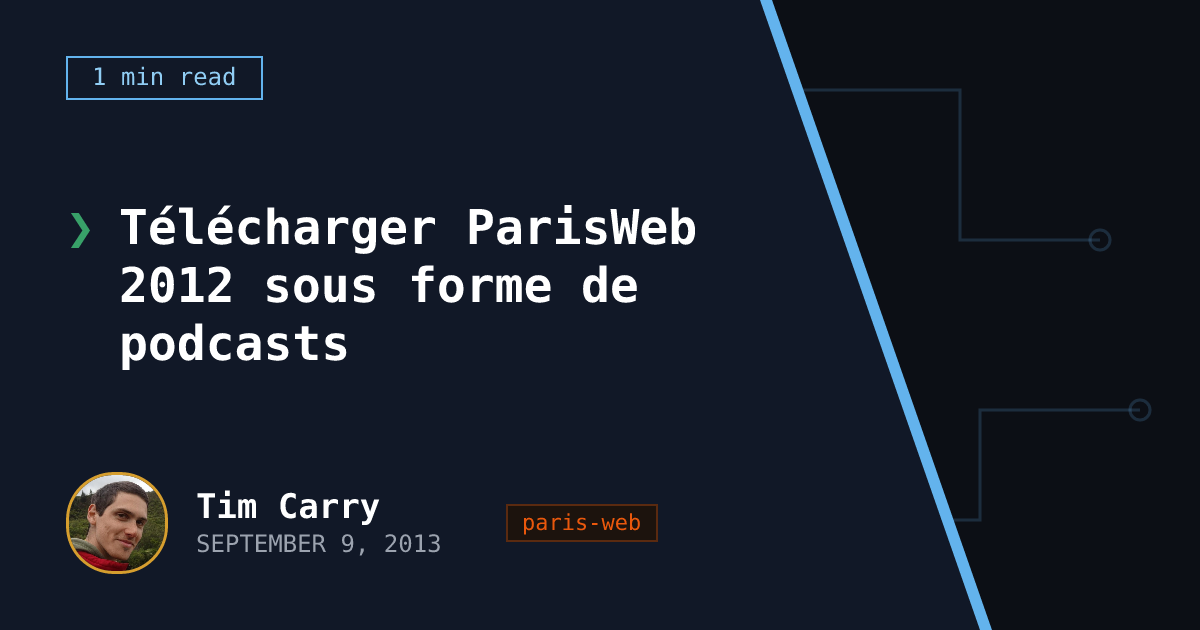 1 min read
❯ Télécharger ParisWeb
2012 sous forme de
podcasts
Tim Carry
SEPTEMBER 9, 2013
paris-web